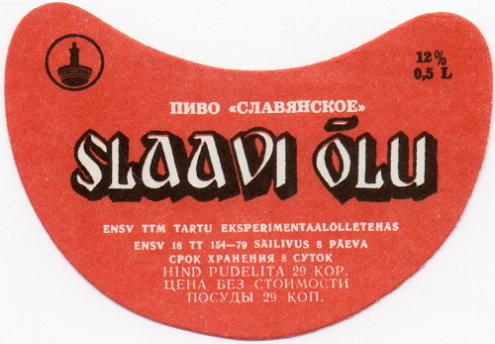 12%
0,5 L
ПИВО «СЛАВЯНСКОЕ»
SLAAVI ÕLU
ENSV TTM TARTU EKSPERIMENTAALÕLLETEHAS
ENSV 18 TT 154—79 SÄILIVUS 8 PÄEVA
СРОК ХРАНЕНИЯ 8 СУТОК
HIND PUDELITA 29 KOP.
ЦЕНА БЕЗ СТОИМОСТИ
ПОСУДЫ 29 КОП.